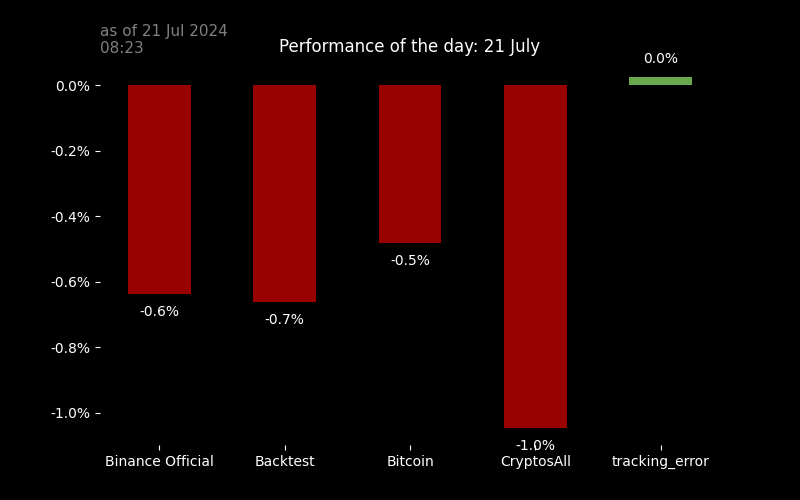 as of 21 Jul 2024
08:23
Performance of the day: 21 July
0.0%
0.0%
-0.2%
-0.4%
-0.6%
-0.8%
-1.0%
-0.6%
-0.7%
-0.5%
-1.0%
Binance Official
Backtest
Bitcoin
CryptosAll
tracking_error